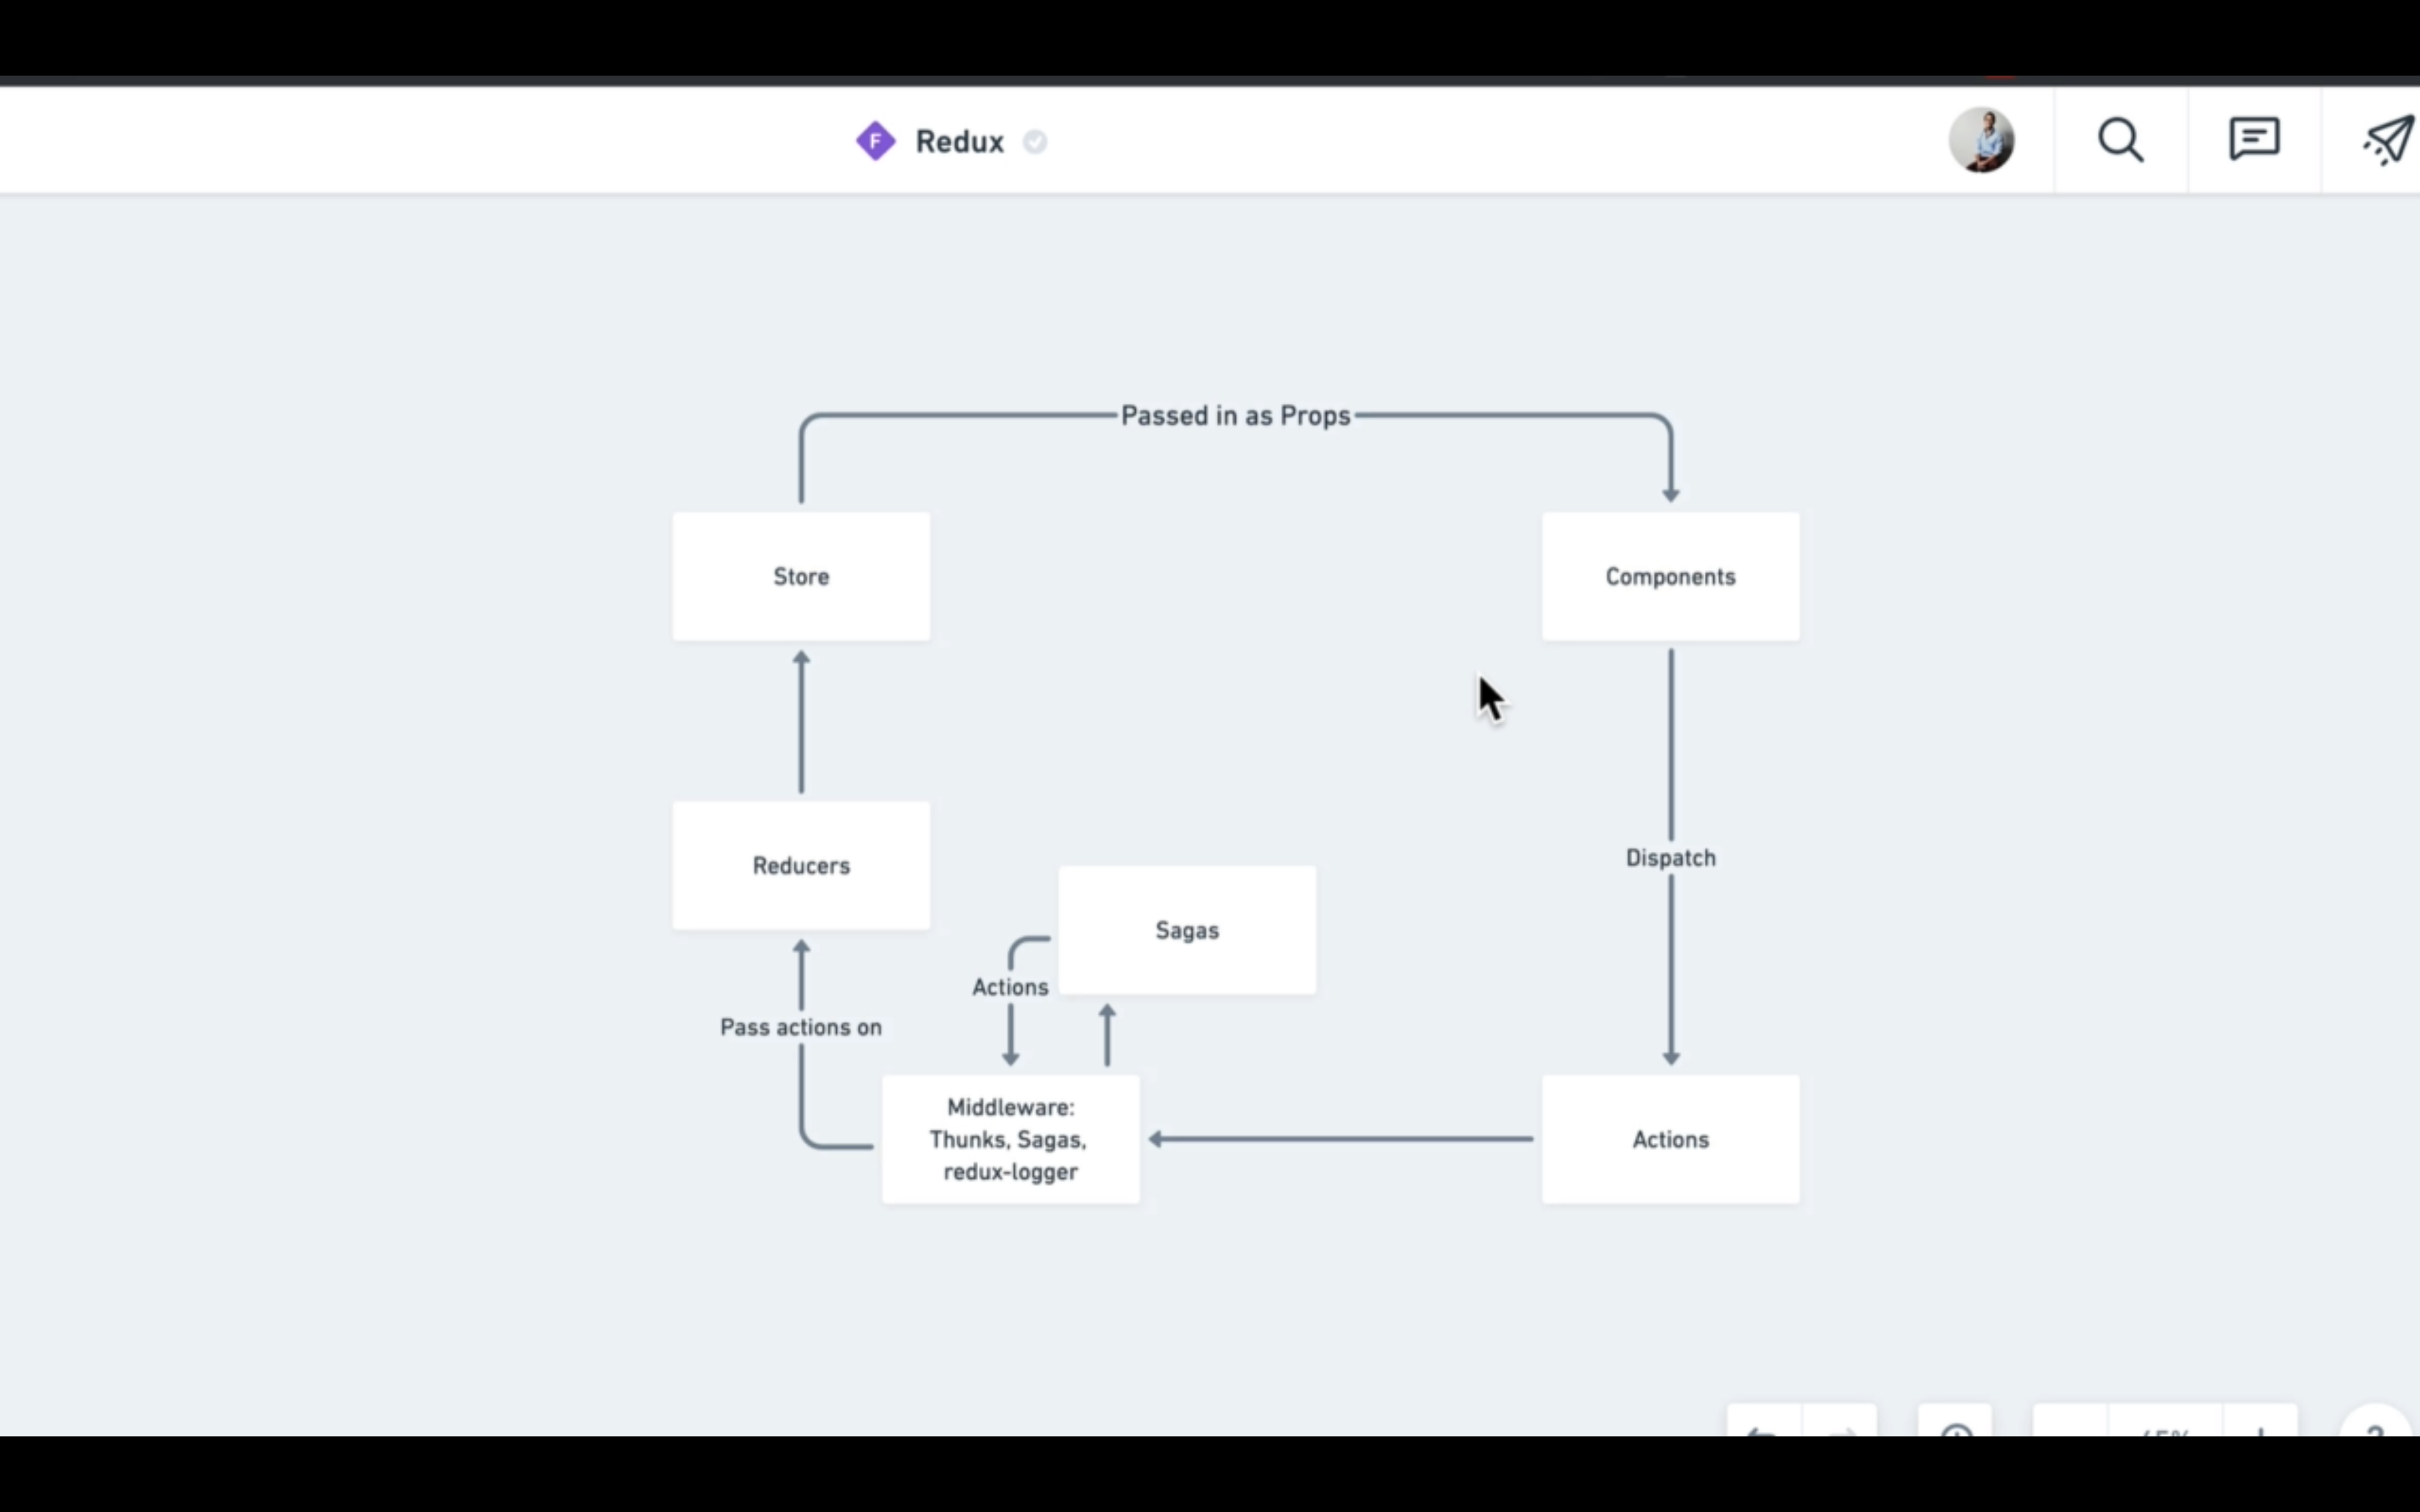 F Redux
Passed in as Props
Store
Components
Dispatch
Reducers
Sagas
Actions
Pass actions on
Middleware:
Thunks, Sagas,
redux-logger
Actions